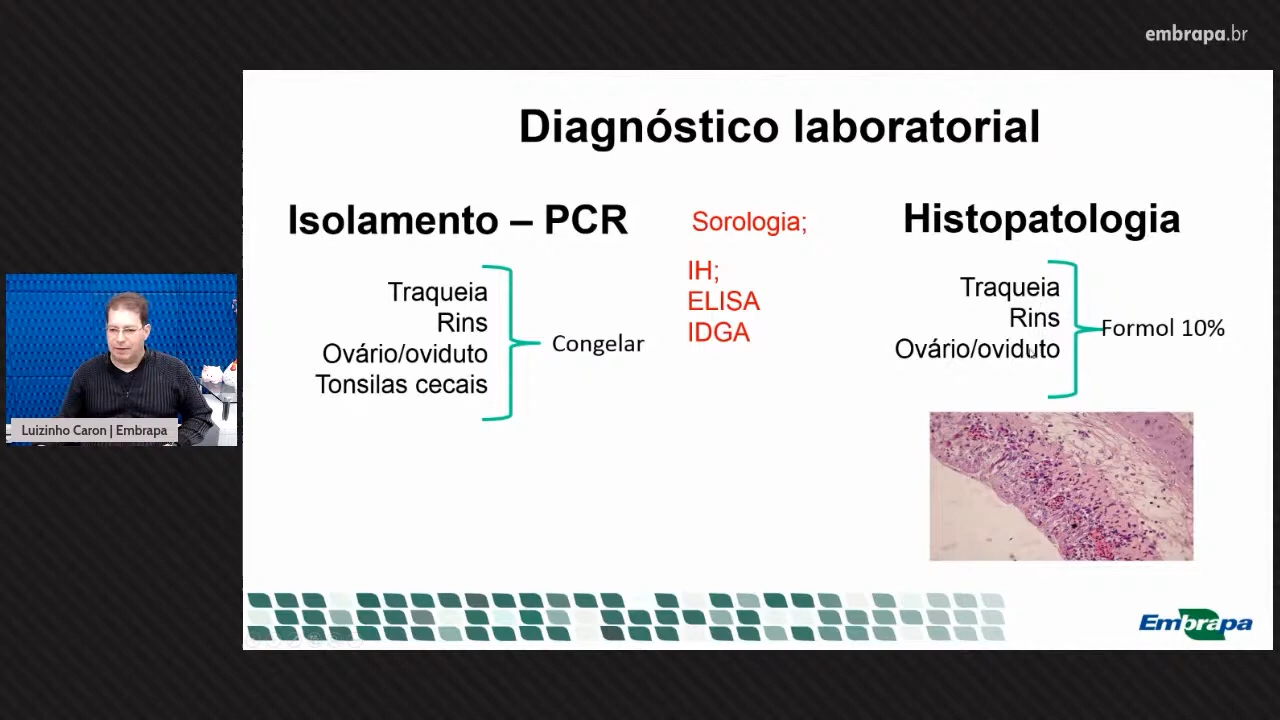 embrapa.br
Diagnóstico laboratorial
Isolamento – PCR
Traqueia
Rins
Ovário/oviduto
Tonsilas cecais
Congelar
Sorologia;
IH;
ELISA
IDGA
Histopatologia
Traqueia
Rins
Ovário/oviduto
Formol 10%
Luizinho Caron | Embrapa
Embrapa